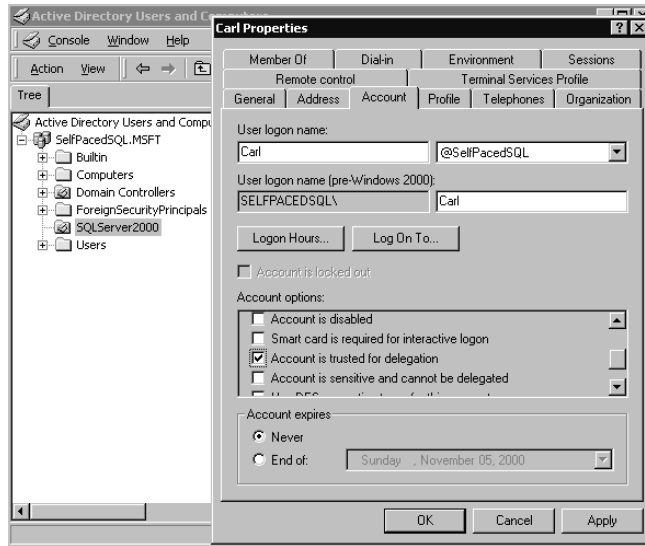 Active Directory Users and Computers
Console Window Help
Action View
Tree
Active Directory Users and Compu
SelfPacedSQL.MSFT
Builtin
Computers
Domain Controllers
ForeignSecurityPrincipals
SQLServer2000
Users
Carl Properties
Member Of Dial-in Environment Sessions
Remote control Terminal Services Profile
General Address Account Profile Telephones Organization
User logon name:
Carl @SelfPacedSQL
User logon name (pre-Windows 2000):
SELFPACEDSQL\ Carl
Logon Hours... Log On To...
Account is locked out
Account options:
Account is disabled
Smart card is required for interactive logon
Account is trusted for delegation
Account is sensitive and cannot be delegated
Account expires
Never
End of: Sunday , November 05, 2000
OK Cancel Apply